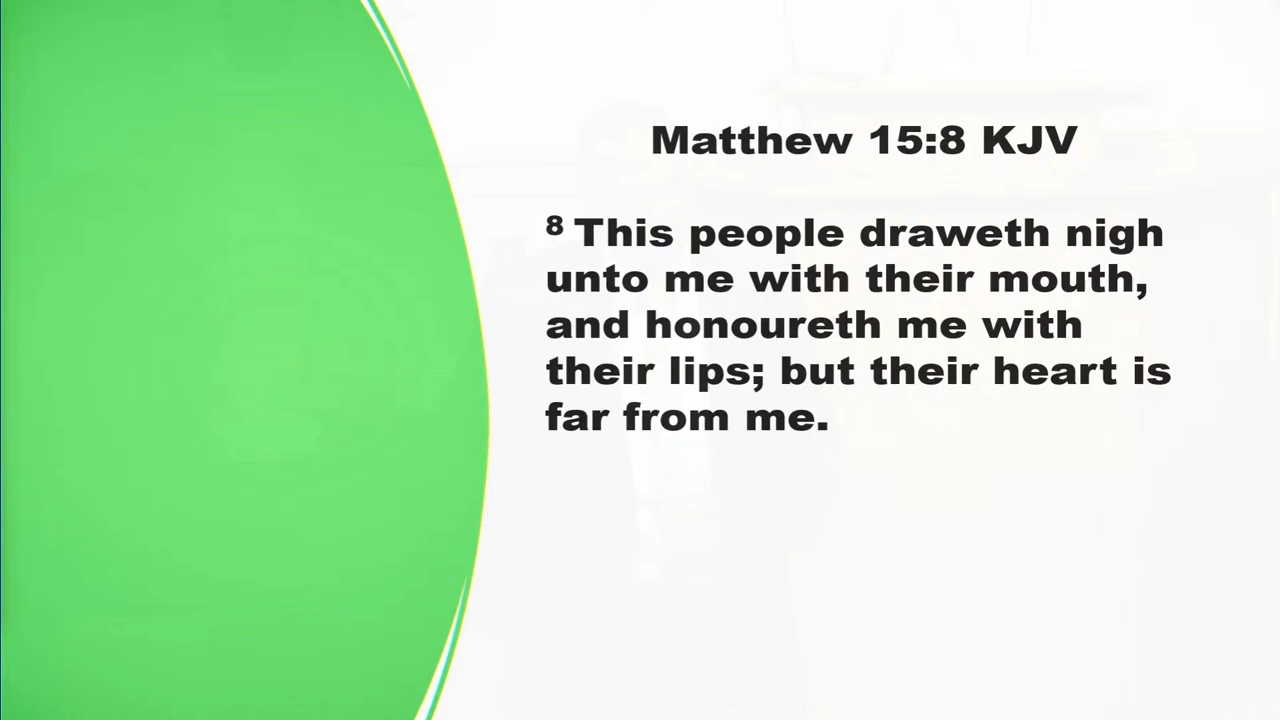 Matthew 15:8 KJV
8 This people draweth nigh
unto me with their mouth,
and honoureth me with
their lips; but their heart is
far from me.